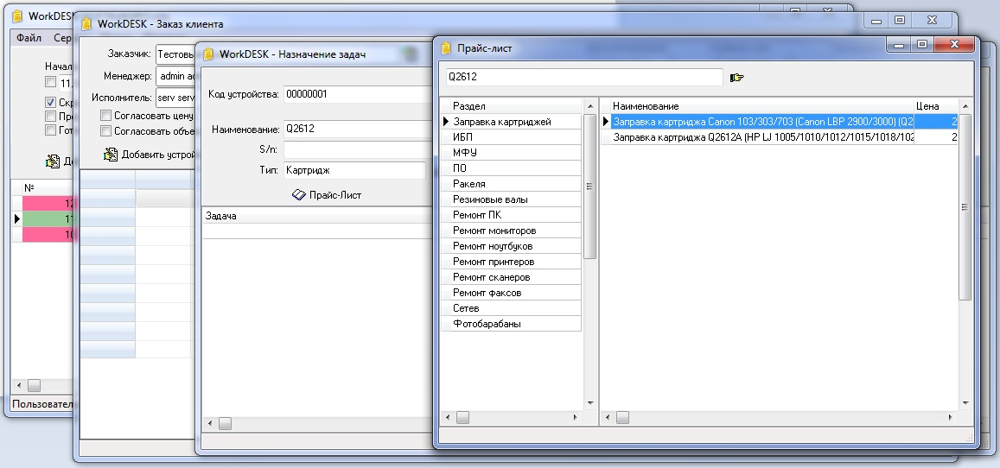 WorkDESK
Файл
Сер
Начал
11.
Скр
Про
Гот
До
№
12
11
10
Пользовател
WorkDESK - Заказ клиента
Заказчик: Тестовы
Менеджер: admin ad
Исполнитель: serv serv
Согласовать цену
Согласовать объе
Добавить устрой
WorkDESK - Назначение задач
Код устройства: 00000001
Наименование: Q2612
S/n:
Тип: Картридж
Прайс-Лист
Задача
Прайс-лист
Q2612
Раздел
Заправка картриджей
ИБП
МФУ
ПО
Ракеля
Резиновые валы
Ремонт ПК
Ремонт мониторов
Ремонт ноутбуков
Ремонт принтеров
Ремонт сканеров
Ремонт факсов
Сетев
Фотобарабаны
Наименование Цена
Заправка картриджа Canon 103/303/703 (Canon LBP 2900/3000) (Q2 2
Заправка картриджа Q2612A (HP LJ 1005/1010/1012/1015/1018/102 2